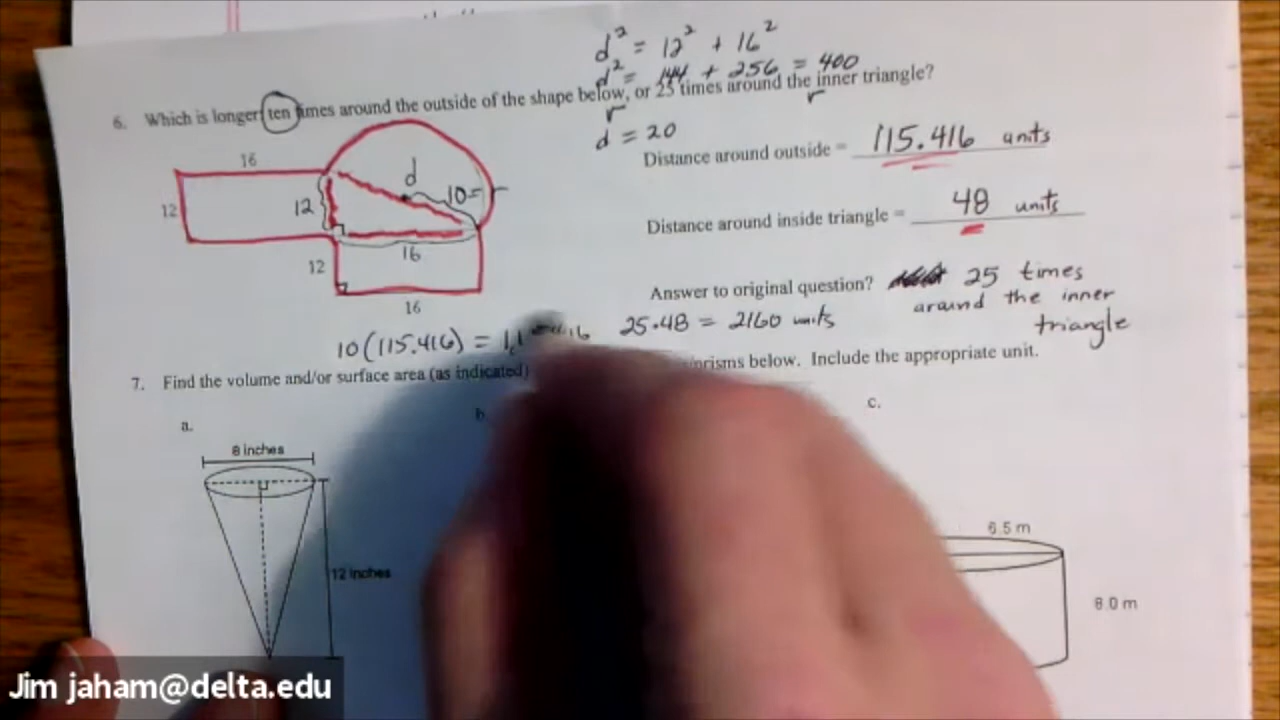 d² = 12² + 16²
d² = 144 + 256 = 400
6. Which is longer ten times around the outside of the shape below, or 25 times around the inner triangle?
r r
d = 20
Distance around outside = 115.416 units
16
d
10 = r
12 12
Distance around inside triangle = 48 units
16
12
Answer to original question? 25 times
around the inner
triangle
16
10(115.416) = 25·48 = 2160 units
7. Find the volume and/or surface area (as indicated) prisms below. Include the appropriate unit.
a. b. c.
8 inches
6.5 m
12 inches
8.0 m
Jim jaham@delta.edu